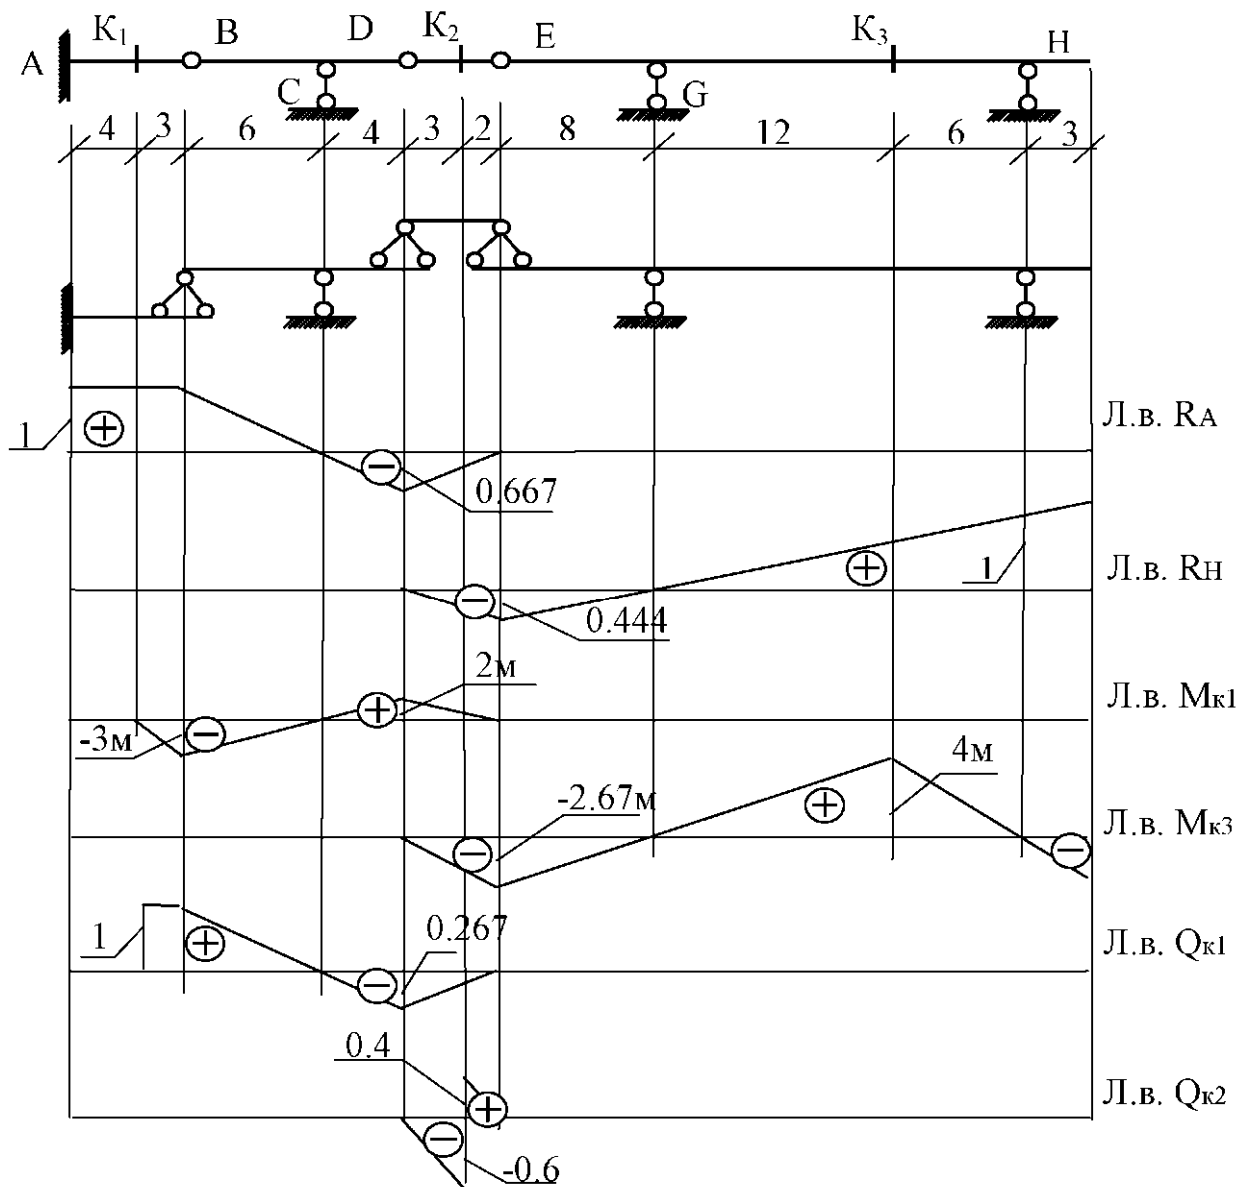 A K₁ B D K₂ E K₃ H
C G
4 3 6 4 3 2 8 12 6 3
1 + − 0.667 Л.в. RA
− 0.444 + 1 Л.в. RH
-3м − + 2м Л.в. Mк1
− -2.67м + 4м − Л.в. Mк3
1 + − 0.267 Л.в. Qк1
0.4 + − -0.6 Л.в. Qк2